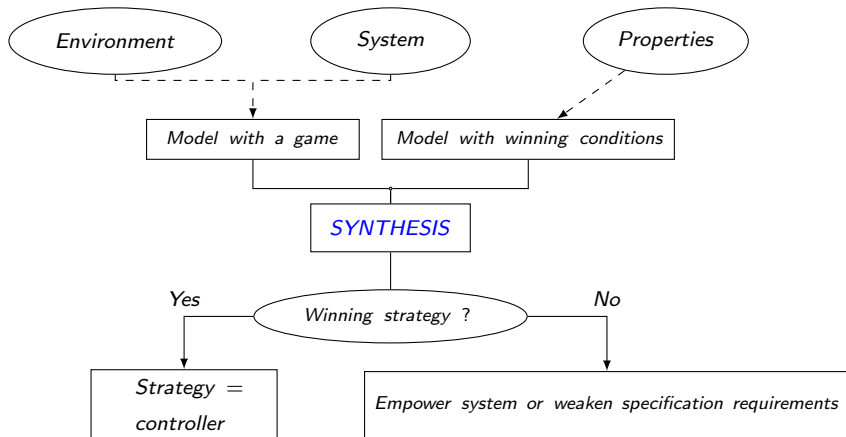 Environment
System
Properties
Model with a game
Model with winning conditions
SYNTHESIS
Yes
No
Winning strategy ?
Strategy =
controller
Empower system or weaken specification requirements